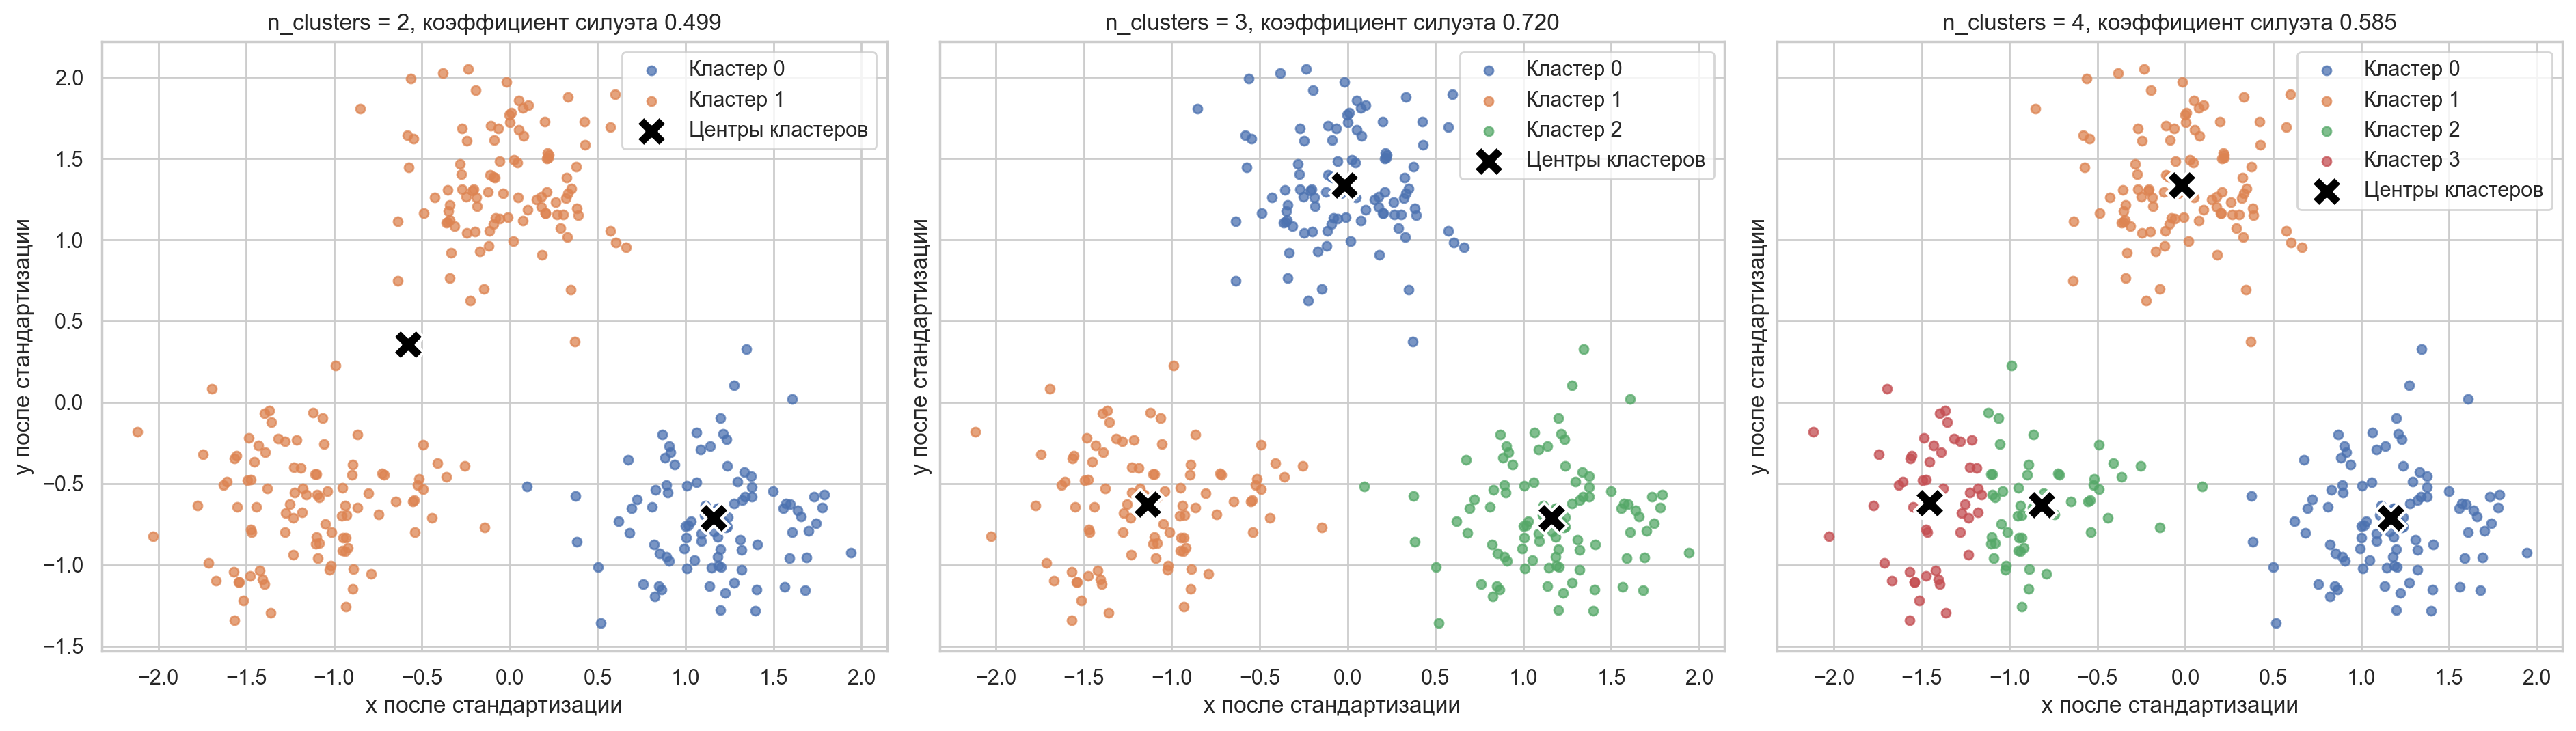 n_clusters = 2, коэффициент силуэта 0.499
Кластер 0
Кластер 1
Центры кластеров
y после стандартизации
2.0
1.5
1.0
0.5
0.0
−0.5
−1.0
−1.5
−2.0 −1.5 −1.0 −0.5 0.0 0.5 1.0 1.5 2.0
x после стандартизации
n_clusters = 3, коэффициент силуэта 0.720
Кластер 0
Кластер 1
Кластер 2
Центры кластеров
y после стандартизации
−2.0 −1.5 −1.0 −0.5 0.0 0.5 1.0 1.5 2.0
x после стандартизации
n_clusters = 4, коэффициент силуэта 0.585
Кластер 0
Кластер 1
Кластер 2
Кластер 3
Центры кластеров
y после стандартизации
−2.0 −1.5 −1.0 −0.5 0.0 0.5 1.0 1.5 2.0
x после стандартизации